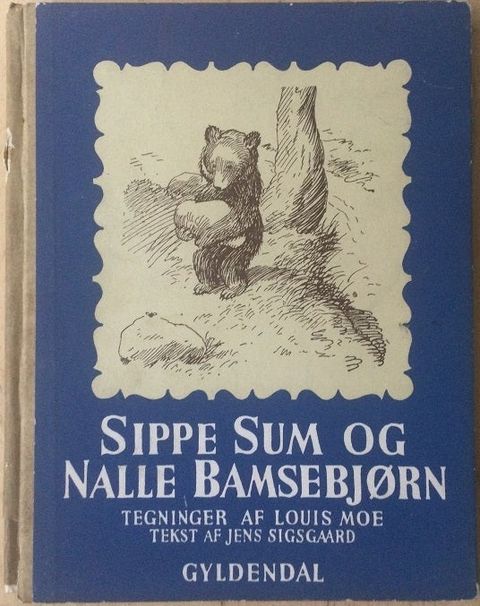 SIPPE SUM OG
NALLE BAMSEBJØRN
TEGNINGER AF LOUIS MOE
TEKST AF JENS SIGSGAARD
GYLDENDAL